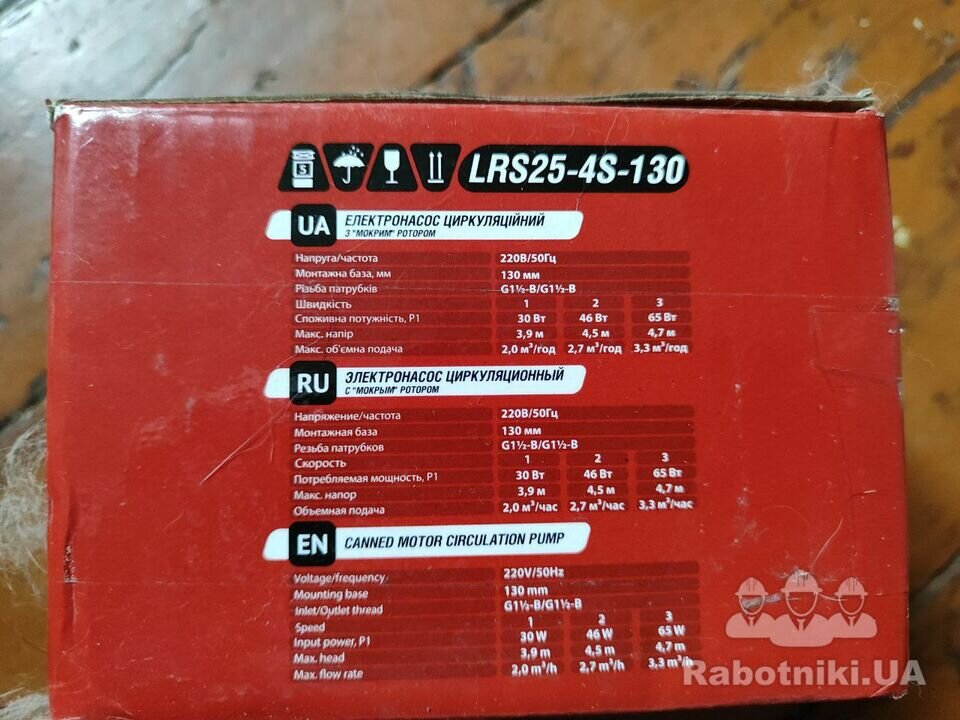 LRS25-4S-130
UA ЕЛЕКТРОНАСОС ЦИРКУЛЯЦІЙНИЙ
З "МОКРИМ" РОТОРОМ
Напруга/частота 220В/50Гц
Монтажна база, мм 130 мм
Різьба патрубків G1½-B/G1½-B
Швидкість 1 2 3
Споживна потужність, P1 30 Вт 46 Вт 65 Вт
Макс. напір 3,9 м 4,5 м 4,7 м
Макс. об'ємна подача 2,0 м³/год 2,7 м³/год 3,3 м³/год
RU ЭЛЕКТРОНАСОС ЦИРКУЛЯЦИОННЫЙ
С "МОКРЫМ" РОТОРОМ
Напряжение/частота 220В/50Гц
Монтажная база 130 мм
Резьба патрубков G1½-B/G1½-B
Скорость 1 2 3
Потребляемая мощность, P1 30 Вт 46 Вт 65 Вт
Макс. напор 3,9 м 4,5 м 4,7 м
Объемная подача 2,0 м³/час 2,7 м³/час 3,3 м³/час
EN CANNED MOTOR CIRCULATION PUMP
Voltage/frequency 220V/50Hz
Mounting base 130 mm
Inlet/Outlet thread G1½-B/G1½-B
Speed 1 2 3
Input power, P1 30 W 46 W 65 W
Max. head 3,9 m 4,5 m 4,7 m
Max. flow rate 2,0 m³/h 2,7 m³/h 3,3 m³/h
Rabotniki.UA